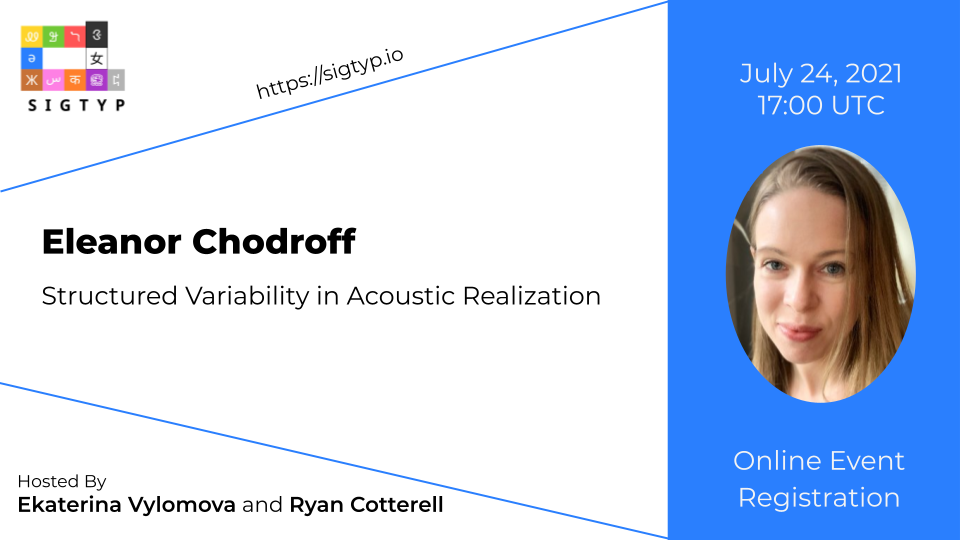 SIGTYP
https://sigtyp.io
July 24, 2021
17:00 UTC
Eleanor Chodroff
Structured Variability in Acoustic Realization
Hosted By
Ekaterina Vylomova and Ryan Cotterell
Online Event
Registration